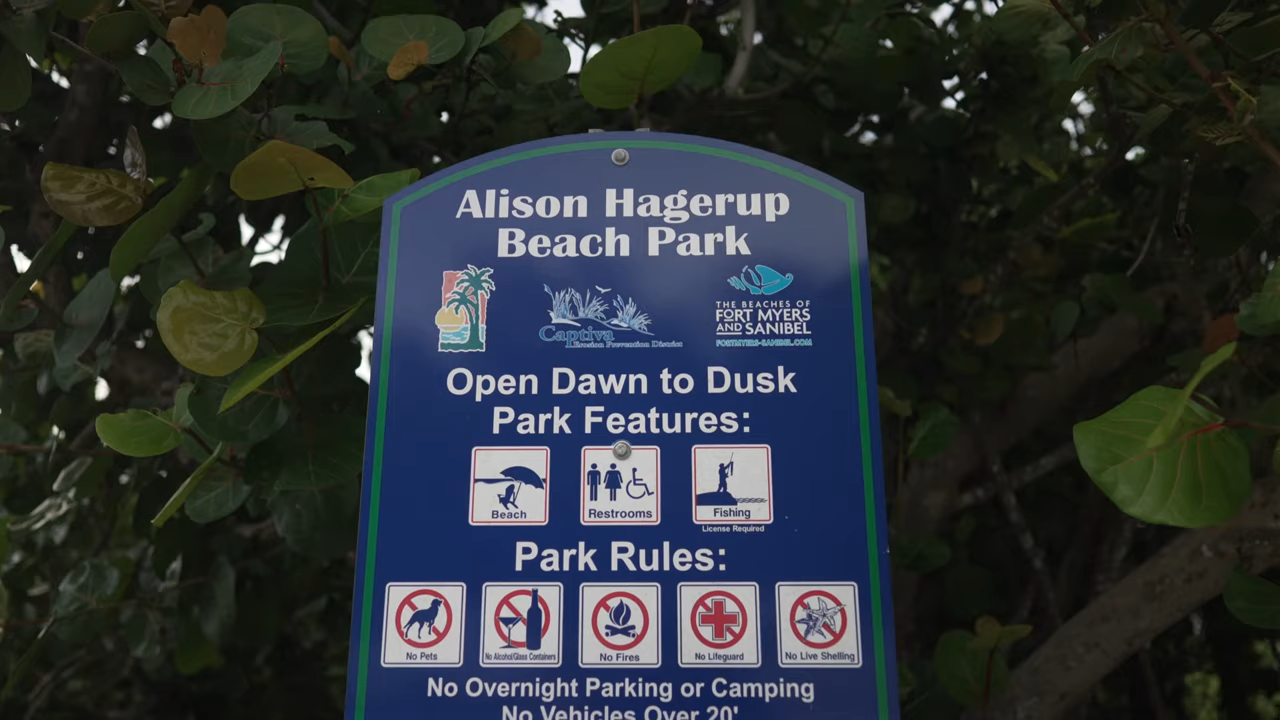 Alison Hagerup
Beach Park
Captiva
Erosion Prevention District
THE BEACHES OF
FORT MYERS
AND SANIBEL
FORTMYERS-SANIBEL.COM
Open Dawn to Dusk
Park Features:
Beach
Restrooms
Fishing
License Required
Park Rules:
No Pets
No Alcohol/Glass Containers
No Fires
No Lifeguard
No Live Shelling
No Overnight Parking or Camping
No Vehicles Over 20'